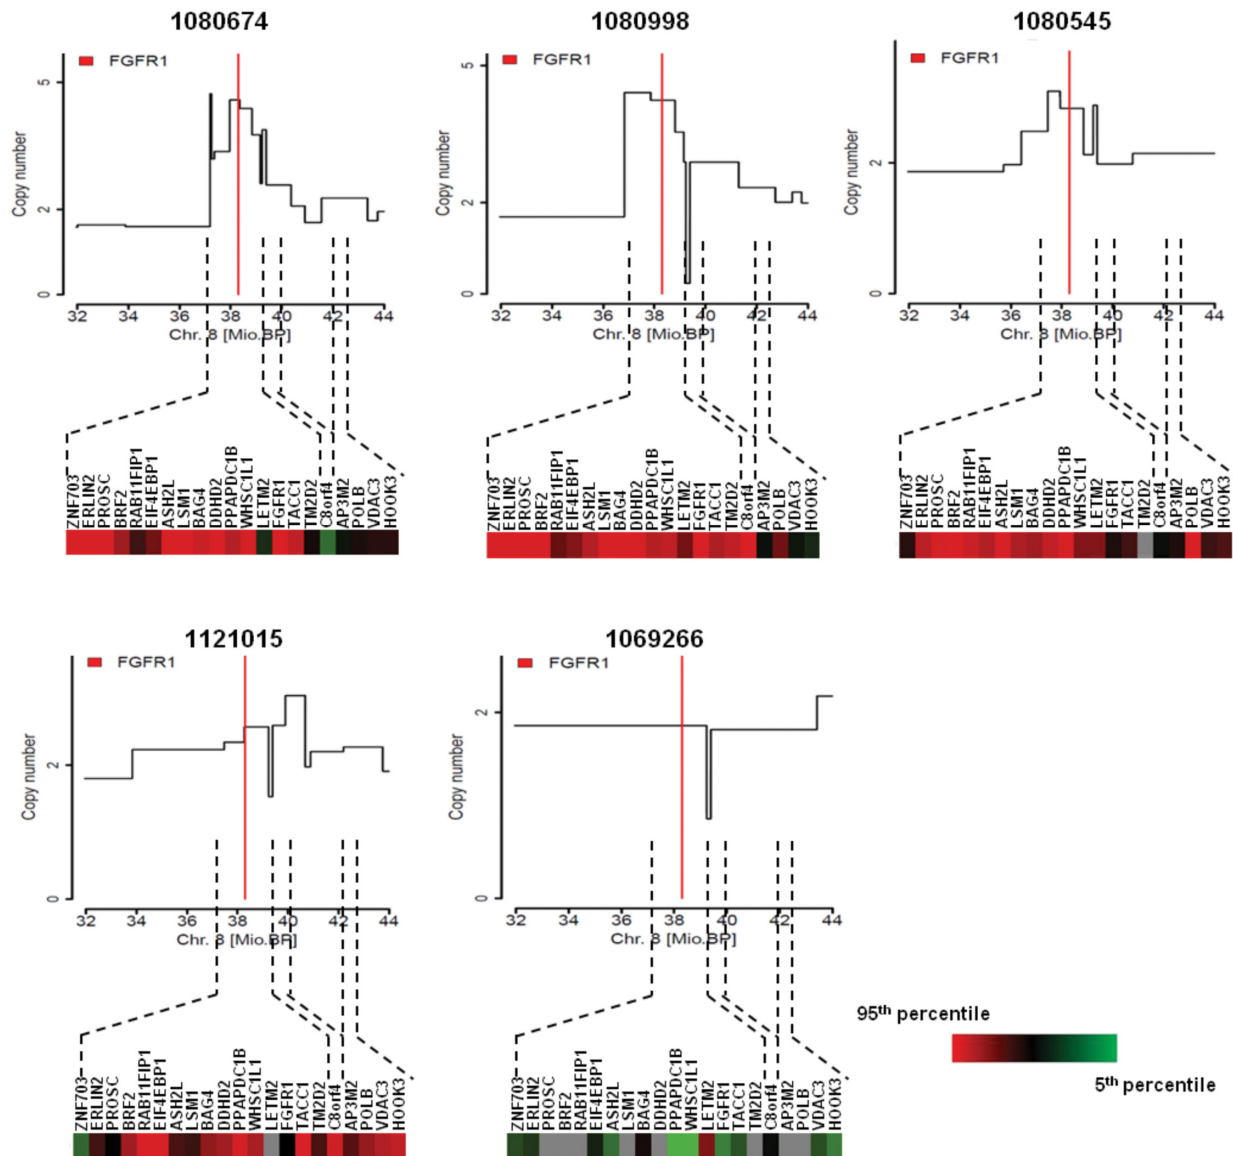 1080674
FGFR1
Copy number
5
2
0
32 34 36 38 40 42 44
Chr. 8 [Mio.BP]
ZNF703
ERLIN2
PROSC
BRF2
RAB11FIP1
EIF4EBP1
ASH2L
LSM1
BAG4
DDHD2
PPAPDC1B
WHSC1L1
LETM2
FGFR1
TACC1
TM2D2
C8orf4
AP3M2
POLB
VDAC3
HOOK3
1080998
FGFR1
Copy number
5
2
0
32 34 36 38 40 42 44
Chr. 8 [Mio.BP]
ZNF703
ERLIN2
PROSC
BRF2
RAB11FIP1
EIF4EBP1
ASH2L
LSM1
BAG4
DDHD2
PPAPDC1B
WHSC1L1
LETM2
FGFR1
TACC1
TM2D2
C8orf4
AP3M2
POLB
VDAC3
HOOK3
1080545
FGFR1
Copy number
2
0
32 34 36 38 40 42 44
Chr. 8 [Mio.BP]
ZNF703
ERLIN2
PROSC
BRF2
RAB11FIP1
EIF4EBP1
ASH2L
LSM1
BAG4
DDHD2
PPAPDC1B
WHSC1L1
LETM2
FGFR1
TACC1
TM2D2
C8orf4
AP3M2
POLB
VDAC3
HOOK3
1121015
FGFR1
Copy number
2
0
32 34 36 38 40 42 44
Chr. 8 [Mio.BP]
ZNF703
ERLIN2
PROSC
BRF2
RAB11FIP1
EIF4EBP1
ASH2L
LSM1
BAG4
DDHD2
PPAPDC1B
WHSC1L1
LETM2
FGFR1
TACC1
TM2D2
C8orf4
AP3M2
POLB
VDAC3
HOOK3
1069266
FGFR1
Copy number
2
0
32 34 36 38 40 42 44
Chr. 8 [Mio.BP]
ZNF703
ERLIN2
PROSC
BRF2
RAB11FIP1
EIF4EBP1
ASH2L
LSM1
BAG4
DDHD2
PPAPDC1B
WHSC1L1
LETM2
FGFR1
TACC1
TM2D2
C8orf4
AP3M2
POLB
VDAC3
HOOK3
95th percentile
5th percentile